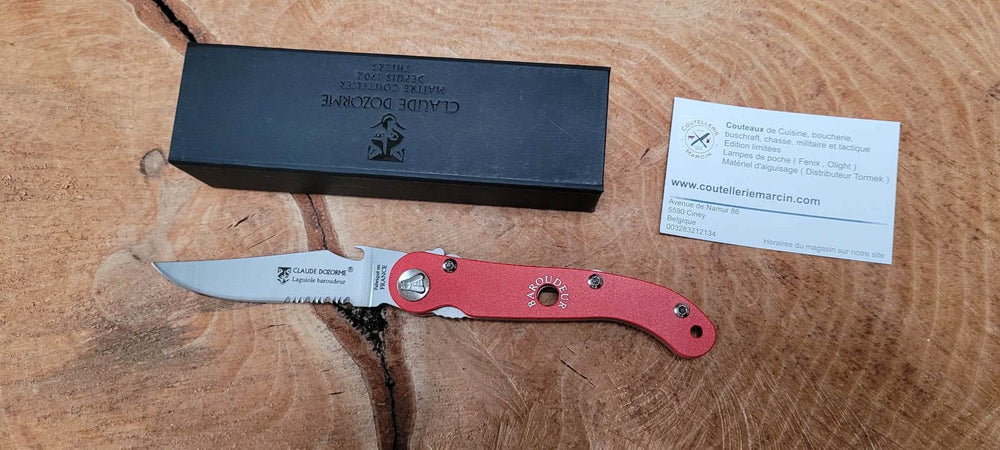 CLAUDE DOZORME
MAITRE COUTELIER
DEPUIS 1902
THIERS
COUTELLERIE
MARCIN
Couteaux de Cuisine, boucherie,
buschraft, chasse, militaire et tactique
Edition limitées
Lampes de poche ( Fenix , Olight )
Matériel d'aiguisage ( Distributeur Tormek )
www.coutelleriemarcin.com
Avenue de Namur 86
5590 Ciney
Belgique
003283212134
Horaires du magasin sur notre site
CLAUDE DOZORME®
Laguiole baroudeur
Fabriqué en
FRANCE
BAROUDEUR